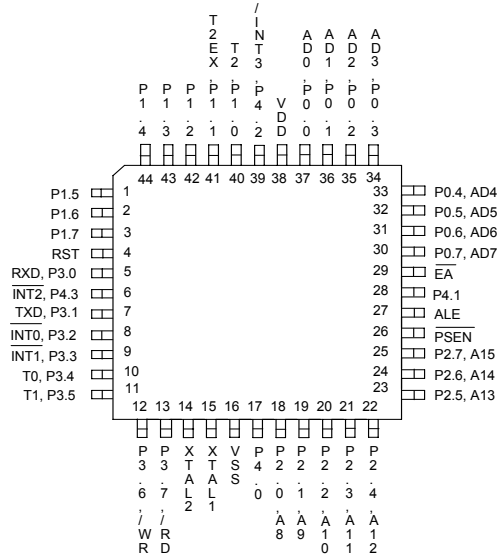 P1.4
P1.3
P1.2
T2EX,P1.1
T2,P1.0
/INT3,P4.2
VDD
AD0,P0.0
AD1,P0.1
AD2,P0.2
AD3,P0.3
44 43 42 41 40 39 38 37 36 35 34
P1.5 1
P1.6 2
P1.7 3
RST 4
RXD, P3.0 5
INT2, P4.3 6
TXD, P3.1 7
INT0, P3.2 8
INT1, P3.3 9
T0, P3.4 10
T1, P3.5 11
33 P0.4, AD4
32 P0.5, AD5
31 P0.6, AD6
30 P0.7, AD7
29 EA
28 P4.1
27 ALE
26 PSEN
25 P2.7, A15
24 P2.6, A14
23 P2.5, A13
12 13 14 15 16 17 18 19 20 21 22
P3.6,/WR
P3.7,/RD
XTAL2
XTAL1
VSS
P4.0
P2.0,A8
P2.1,A9
P2.2,A10
P2.3,A11
P2.4,A12